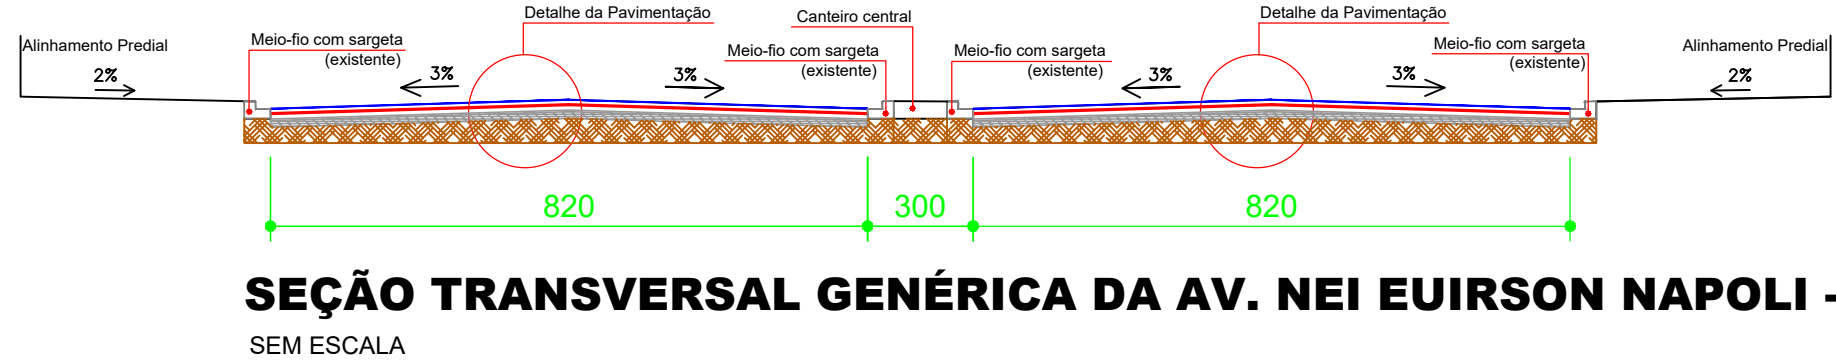 Detalhe da Pavimentação
Canteiro central
Detalhe da Pavimentação
Alinhamento Predial
Meio-fio com sargeta
(existente)
Meio-fio com sargeta
(existente)
Meio-fio com sargeta
(existente)
Meio-fio com sargeta
(existente)
Alinhamento Predial
2%
3%
3%
3%
3%
2%
820
300
820
SEÇÃO TRANSVERSAL GENÉRICA DA AV. NEI EUIRSON NAPOLI -
SEM ESCALA